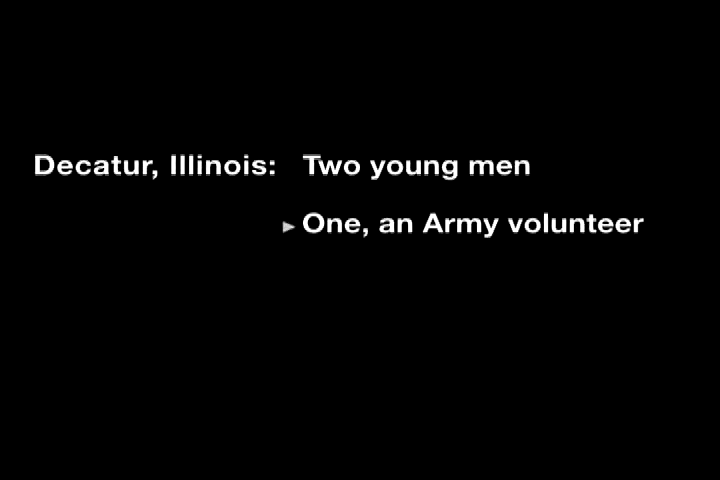 Decatur, Illinois: Two young men
▸ One, an Army volunteer